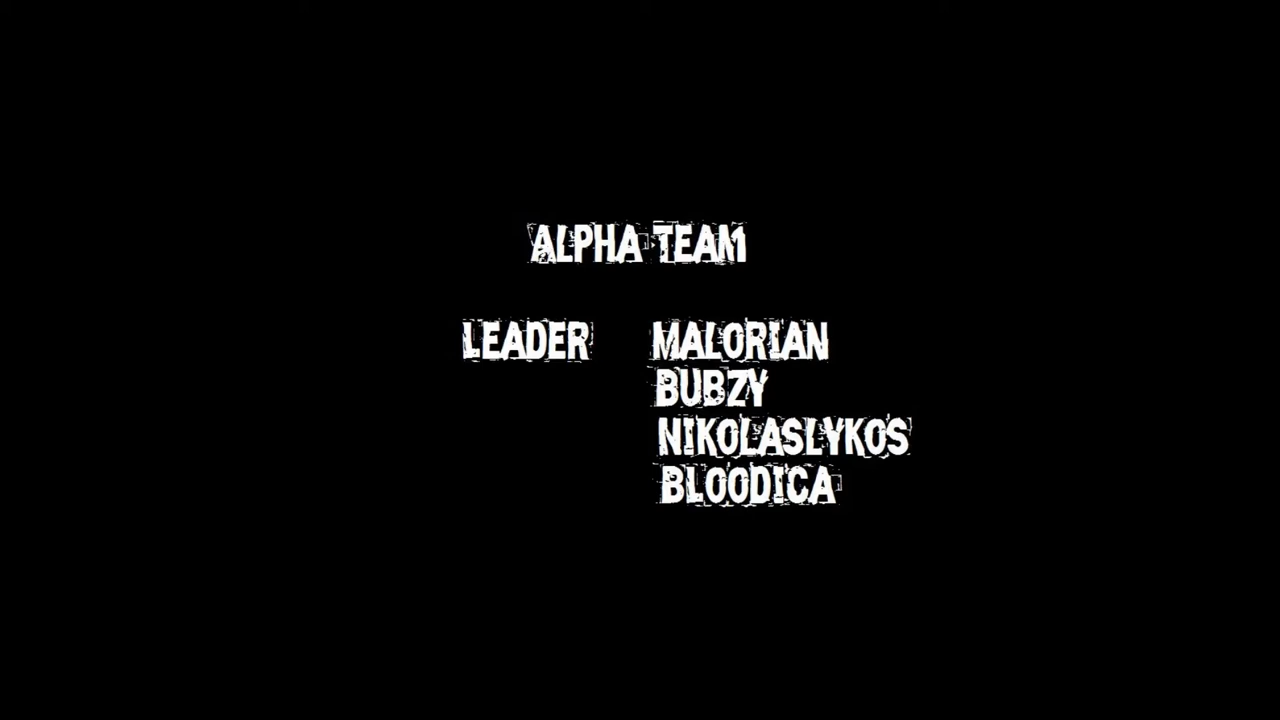 ALPHA TEAM
LEADER MALORIAN
BUBZY
NIKOLASLYKOS
BLOODICA